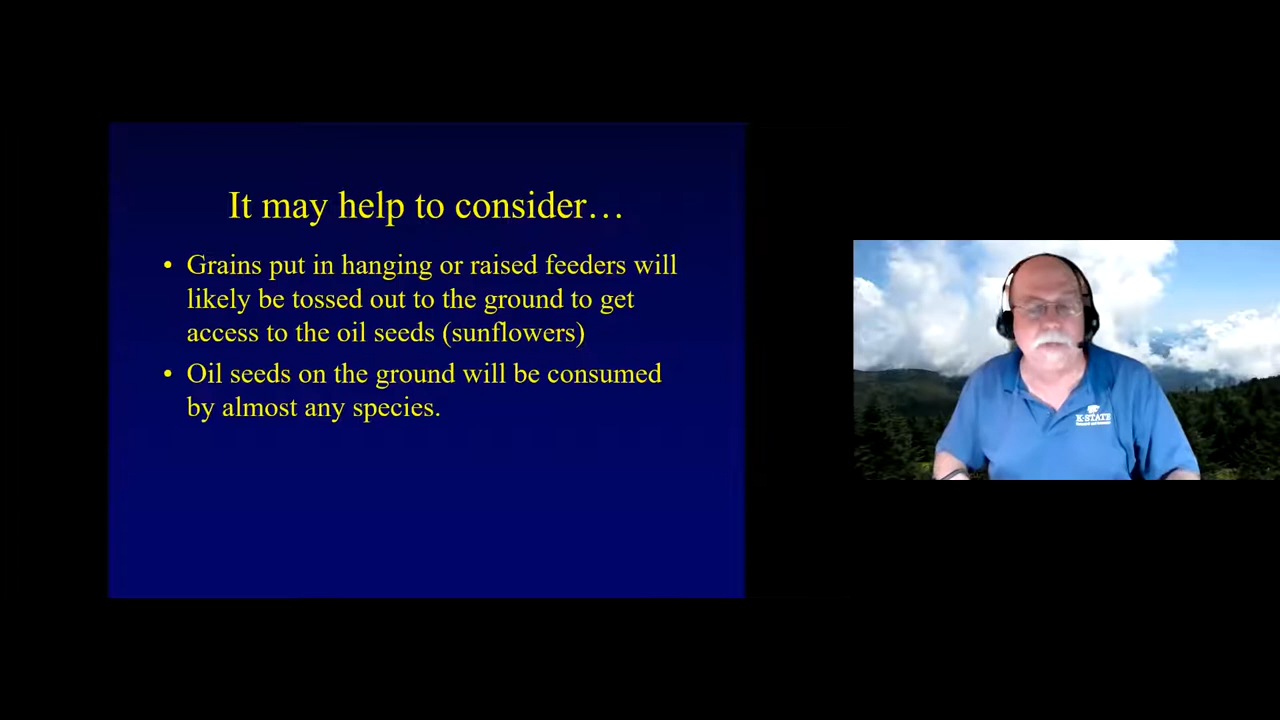 It may help to consider…
• Grains put in hanging or raised feeders will
likely be tossed out to the ground to get
access to the oil seeds (sunflowers)
• Oil seeds on the ground will be consumed
by almost any species.
K-STATE